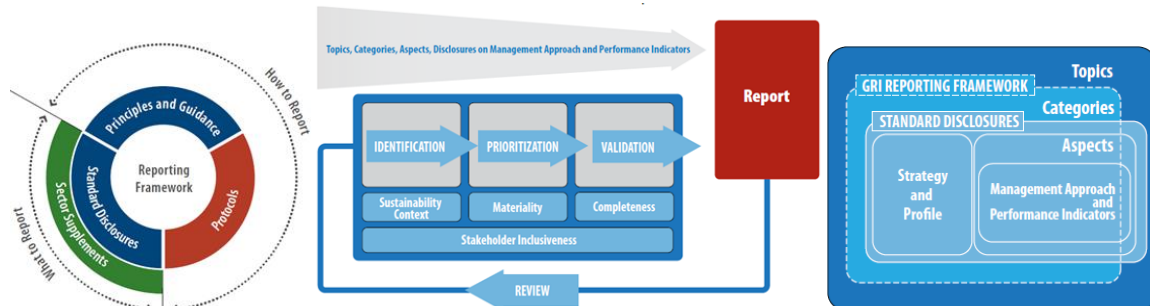 How to Report
Principles and Guidance
Reporting
Framework
Standard Disclosures
Protocols
Sector Supplements
What to Report
Topics, Categories, Aspects, Disclosures on Management Approach and Performance Indicators
Report
IDENTIFICATION
PRIORITIZATION
VALIDATION
Sustainability
Context
Materiality
Completeness
Stakeholder Inclusiveness
REVIEW
Topics
GRI REPORTING FRAMEWORK
Categories
STANDARD DISCLOSURES
Aspects
Strategy
and
Profile
Management Approach
and
Performance Indicators